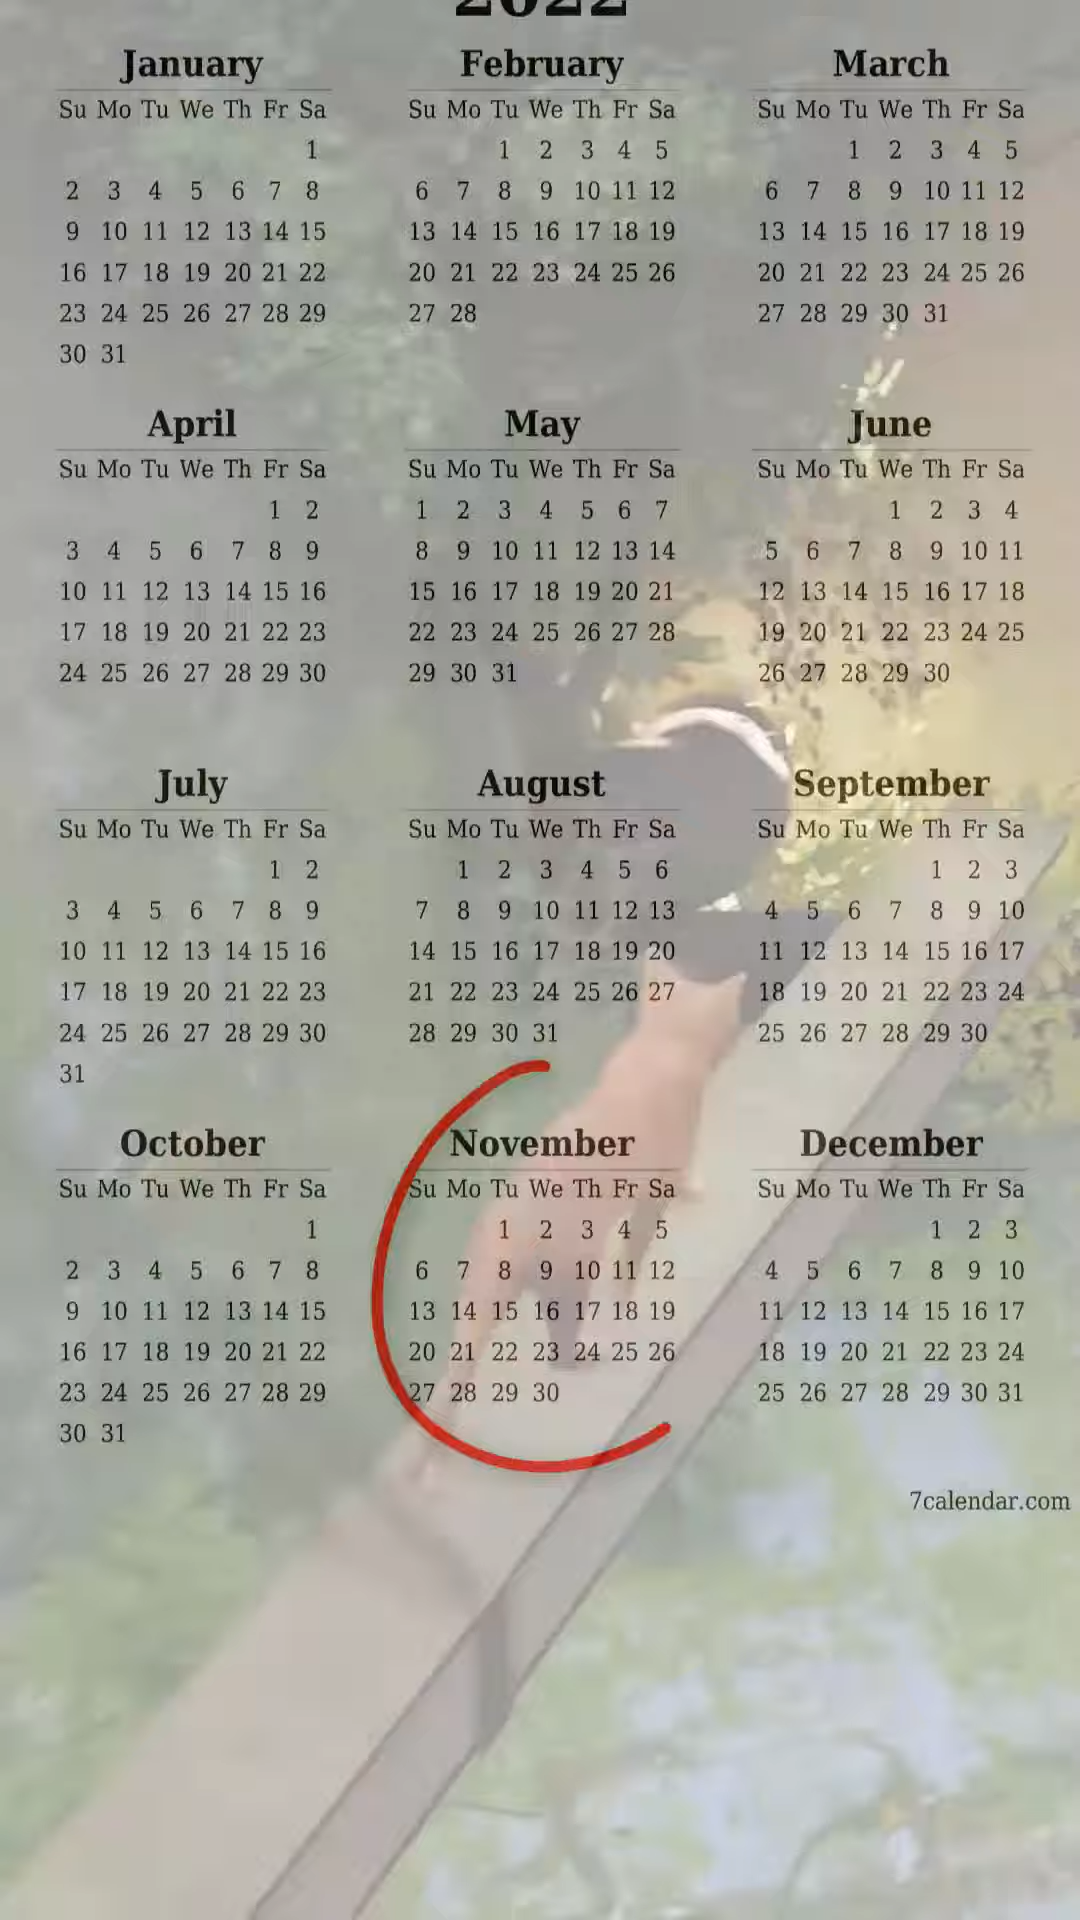 2022
January February March
Su Mo Tu We Th Fr Sa Su Mo Tu We Th Fr Sa Su Mo Tu We Th Fr Sa
1 1 2 3 4 5 1 2 3 4 5
2 3 4 5 6 7 8 6 7 8 9 10 11 12 6 7 8 9 10 11 12
9 10 11 12 13 14 15 13 14 15 16 17 18 19 13 14 15 16 17 18 19
16 17 18 19 20 21 22 20 21 22 23 24 25 26 20 21 22 23 24 25 26
23 24 25 26 27 28 29 27 28 27 28 29 30 31
30 31
April May June
Su Mo Tu We Th Fr Sa Su Mo Tu We Th Fr Sa Su Mo Tu We Th Fr Sa
1 2 1 2 3 4 5 6 7 1 2 3 4
3 4 5 6 7 8 9 8 9 10 11 12 13 14 5 6 7 8 9 10 11
10 11 12 13 14 15 16 15 16 17 18 19 20 21 12 13 14 15 16 17 18
17 18 19 20 21 22 23 22 23 24 25 26 27 28 19 20 21 22 23 24 25
24 25 26 27 28 29 30 29 30 31 26 27 28 29 30
July August September
Su Mo Tu We Th Fr Sa Su Mo Tu We Th Fr Sa Su Mo Tu We Th Fr Sa
1 2 1 2 3 4 5 6 1 2 3
3 4 5 6 7 8 9 7 8 9 10 11 12 13 4 5 6 7 8 9 10
10 11 12 13 14 15 16 14 15 16 17 18 19 20 11 12 13 14 15 16 17
17 18 19 20 21 22 23 21 22 23 24 25 26 27 18 19 20 21 22 23 24
24 25 26 27 28 29 30 28 29 30 31 25 26 27 28 29 30
31
October November December
Su Mo Tu We Th Fr Sa Su Mo Tu We Th Fr Sa Su Mo Tu We Th Fr Sa
1 1 2 3 4 5 1 2 3
2 3 4 5 6 7 8 6 7 8 9 10 11 12 4 5 6 7 8 9 10
9 10 11 12 13 14 15 13 14 15 16 17 18 19 11 12 13 14 15 16 17
16 17 18 19 20 21 22 20 21 22 23 24 25 26 18 19 20 21 22 23 24
23 24 25 26 27 28 29 27 28 29 30 25 26 27 28 29 30 31
30 31
7calendar.com